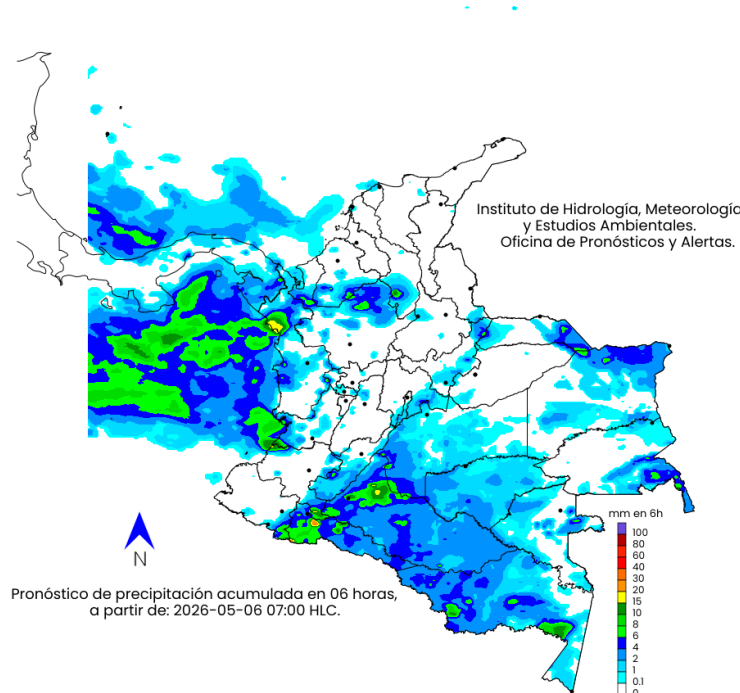 Instituto de Hidrología, Meteorología
y Estudios Ambientales.
Oficina de Pronósticos y Alertas.
mm en 6h
100
80
60
40
30
20
15
10
8
6
4
2
1
0.1
0
N
Pronóstico de precipitación acumulada en 06 horas,
a partir de: 2026-05-06 07:00 HLC.